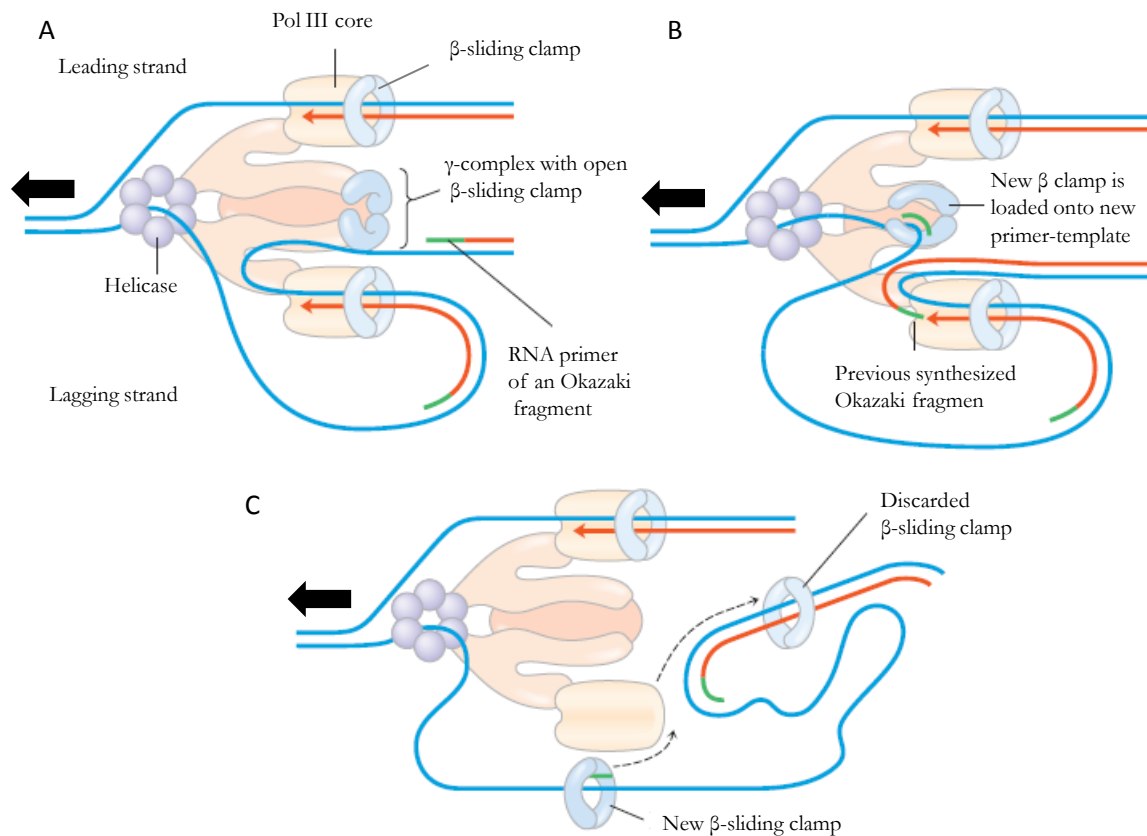 A
Pol III core
β-sliding clamp
Leading strand
γ-complex with open
β-sliding clamp
Helicase
RNA primer
of an Okazaki
fragment
Lagging strand
B
New β clamp is
loaded onto new
primer-template
Previous synthesized
Okazaki fragmen
C
Discarded
β-sliding clamp
New β-sliding clamp